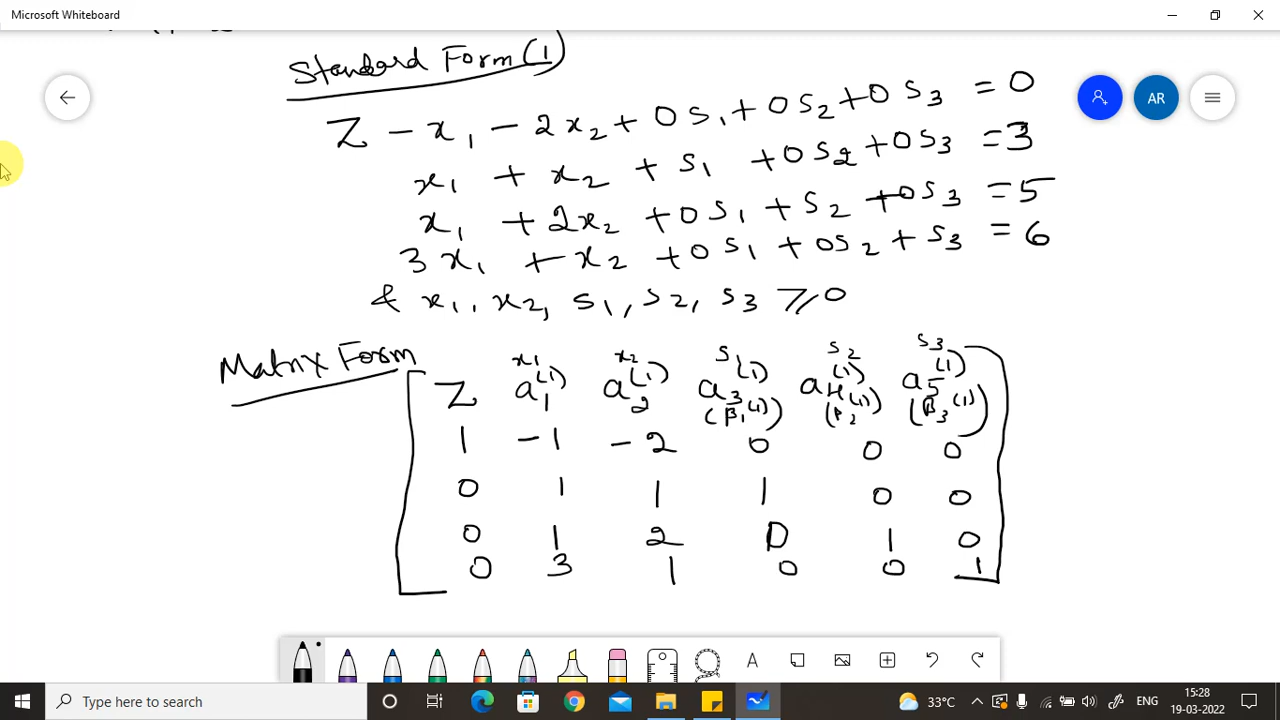 Microsoft Whiteboard
Standard Form (1)
Z - x1 - 2x2 + 0s1 + 0s2 + 0s3 = 0
x1 + x2 + s1 + 0s2 + 0s3 = 3
x1 + 2x2 + 0s1 + s2 + 0s3 = 5
3x1 + x2 + 0s1 + 0s2 + s3 = 6
& x1, x2, s1, s2, s3 ≥ 0
AR
Matrix Form
x1 x2 s1 s2 s3
Z a1(1) a2(1) a3(1) a4(1) a5(1)
(β1(1)) (β2(1)) (β3(1))
1 -1 -2 0 0 0
0 1 1 1 0 0
0 1 2 0 1 0
0 3 1 0 0 1
A
Type here to search
33°C
ENG
15:28
19-03-2022